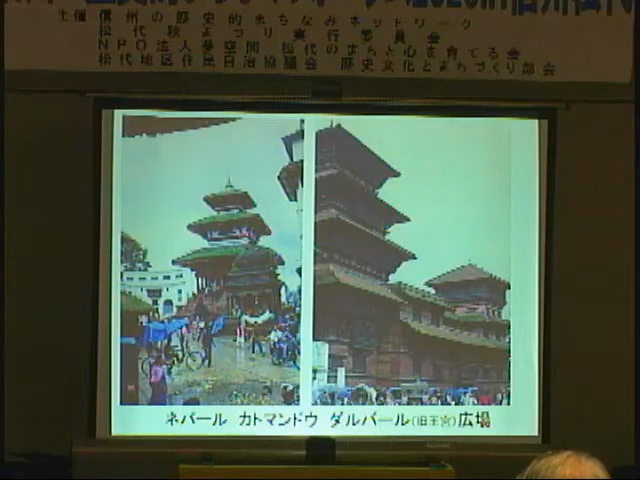 主催 信州の歴史的まちなみネットワーク
松代秋まつり実行委員会
NPO法人夢空間 松代のまちと心を育てる会
松代地区住民自治協議会 歴史文化とまちづくり部会
ネパール カトマンドウ ダルバール(旧王宮)広場